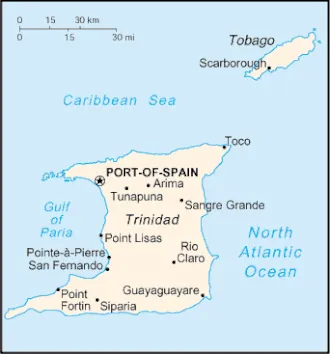 0 15 30 km
0 15 30 mi
Tobago
Scarborough
Caribbean Sea
Toco
PORT-OF-SPAIN
Arima
Tunapuna
Sangre Grande
Gulf
of
Paria
Trinidad
Point Lisas
North
Atlantic
Ocean
Rio
Claro
Pointe-à-Pierre
San Fernando
Guayaguayare
Point
Fortin
Siparia